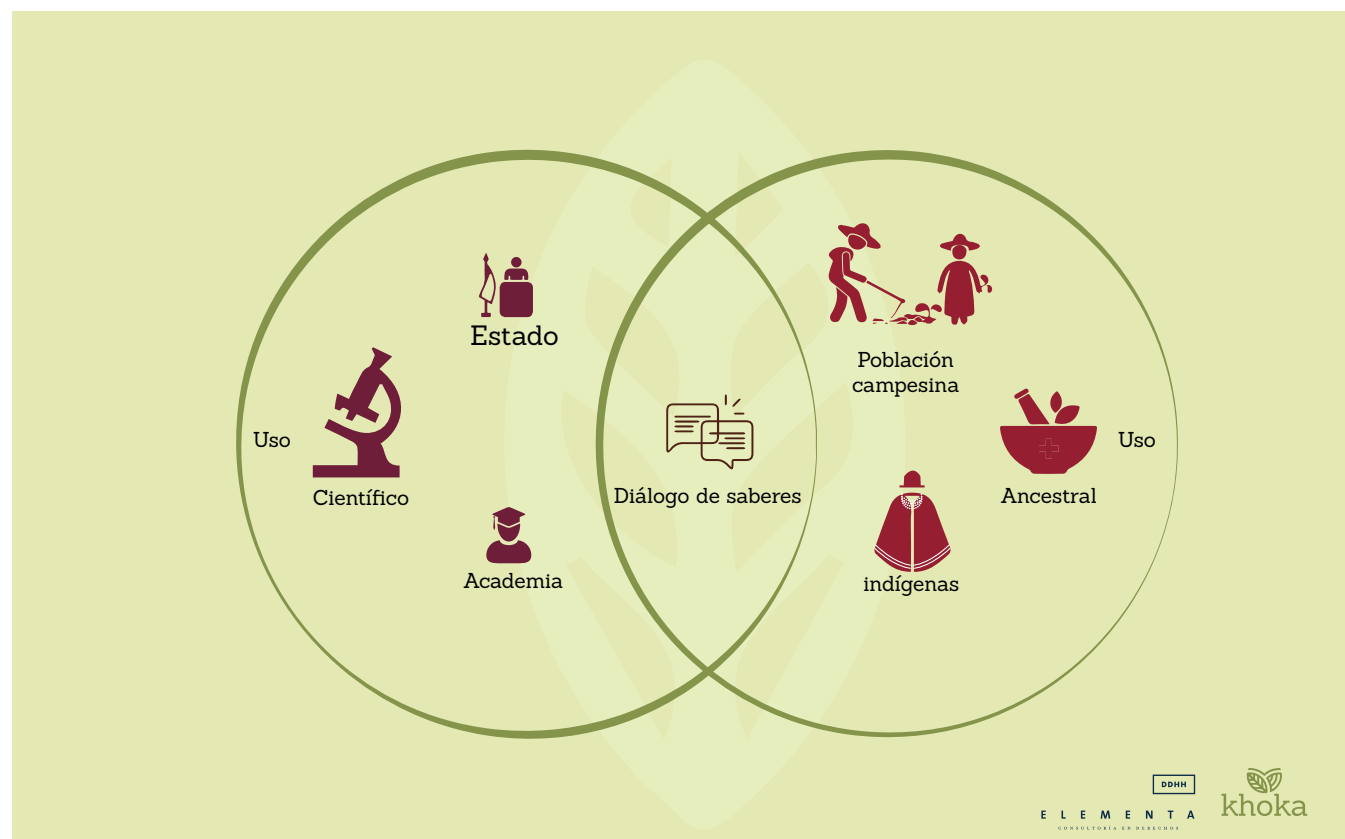 Estado
Uso
Científico
Academia
Diálogo de saberes
Población
campesina
Uso
Ancestral
indígenas
DDHH
ELEMENTA
CONSULTORÍA EN DERECHOS
khoka